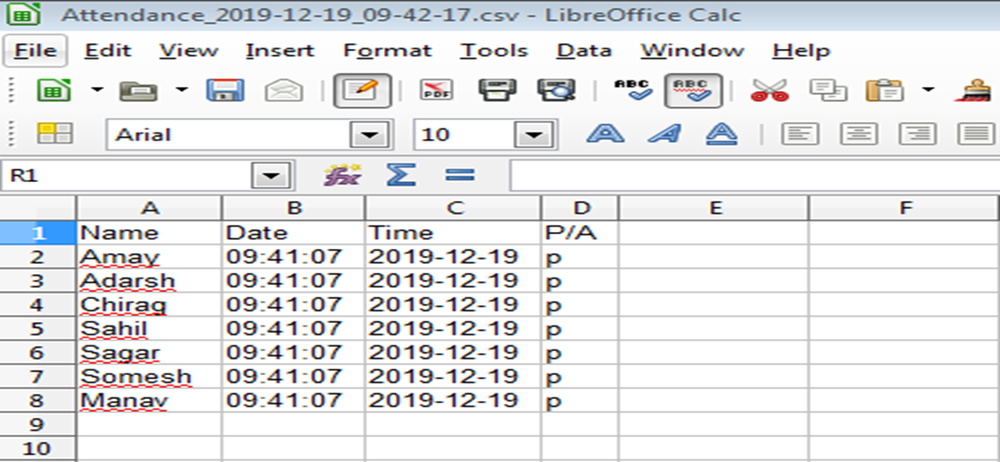 Attendance_2019-12-19_09-42-17.csv - LibreOffice Calc
File Edit View Insert Format Tools Data Window Help
PDF ABC ABC
Arial 10
R1
A B C D E F
1 Name Date Time P/A
2 Amay 09:41:07 2019-12-19 p
3 Adarsh 09:41:07 2019-12-19 p
4 Chirag 09:41:07 2019-12-19 p
5 Sahil 09:41:07 2019-12-19 p
6 Sagar 09:41:07 2019-12-19 p
7 Somesh 09:41:07 2019-12-19 p
8 Manav 09:41:07 2019-12-19 p
9
10